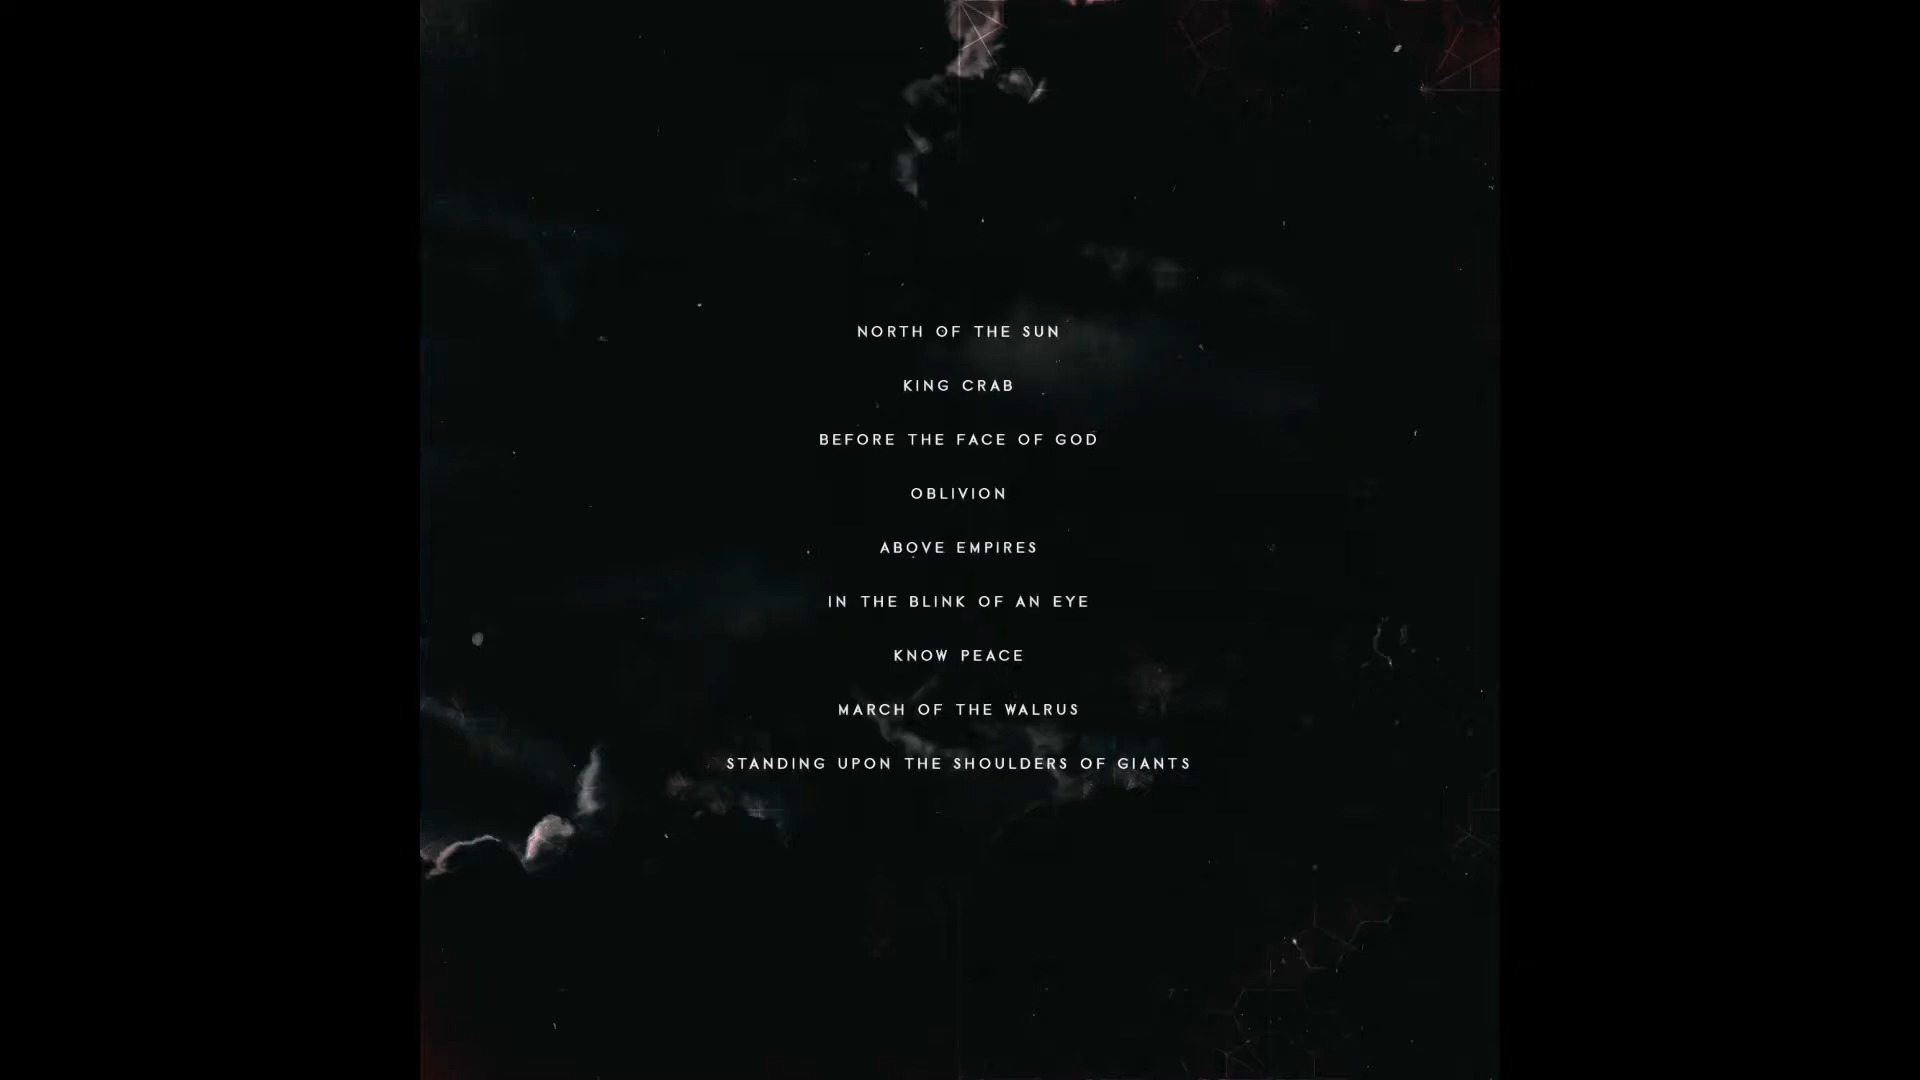 NORTH OF THE SUN
KING CRAB
BEFORE THE FACE OF GOD
OBLIVION
ABOVE EMPIRES
IN THE BLINK OF AN EYE
KNOW PEACE
MARCH OF THE WALRUS
STANDING UPON THE SHOULDERS OF GIANTS